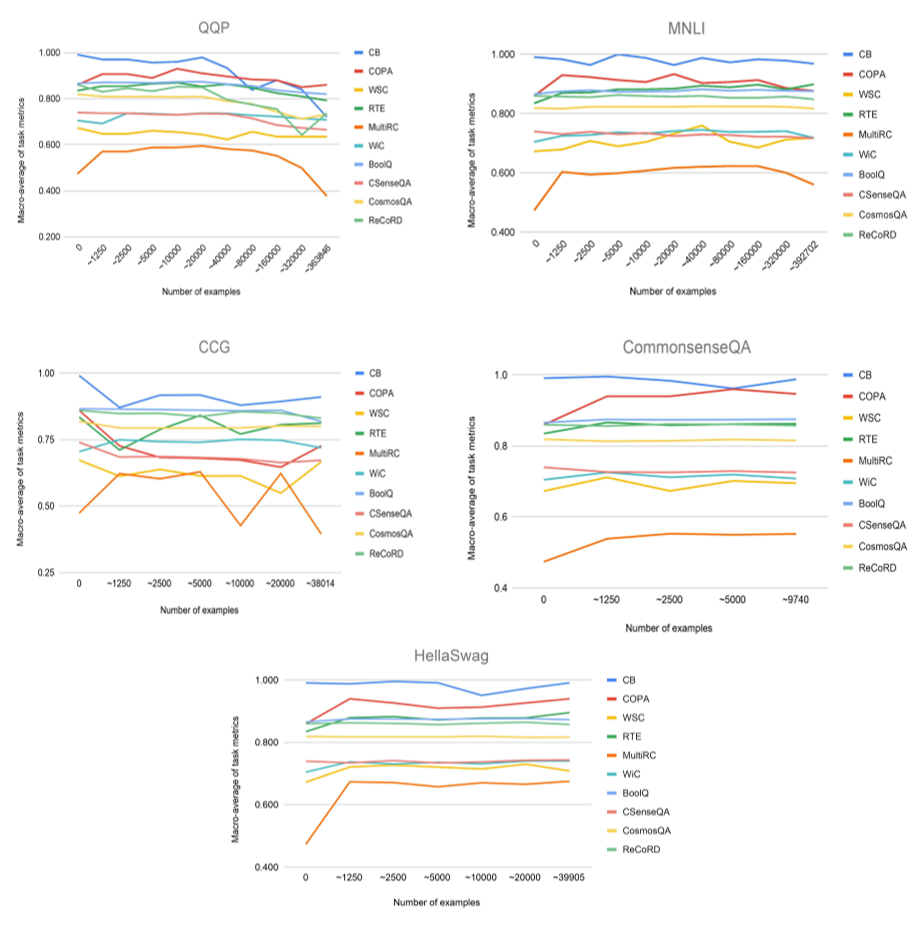 QQP
1.000
0.800
0.600
0.400
0.200
Macro-average of task metrics
0
~1250
~2500
~5000
~10000
~20000
~40000
~80000
~160000
~320000
~363846
Number of examples
CB
COPA
WSC
RTE
MultiRC
WiC
BoolQ
CSenseQA
CosmosQA
ReCoRD
MNLI
1.000
0.800
0.600
0.400
Macro-average of task metrics
0
~1250
~2500
~5000
~10000
~20000
~40000
~80000
~160000
~320000
~392702
Number of examples
CB
COPA
WSC
RTE
MultiRC
WiC
BoolQ
CSenseQA
CosmosQA
ReCoRD
CCG
1.00
0.75
0.50
0.25
Macro-average of task metrics
0
~1250
~2500
~5000
~10000
~20000
~38014
Number of examples
CB
COPA
WSC
RTE
MultiRC
WiC
BoolQ
CSenseQA
CosmosQA
ReCoRD
CommonsenseQA
1.0
0.8
0.6
0.4
Macro-average of task metrics
0
~1250
~2500
~5000
~9740
Number of examples
CB
COPA
WSC
RTE
MultiRC
WiC
BoolQ
CSenseQA
CosmosQA
ReCoRD
HellaSwag
1.000
0.800
0.600
0.400
Macro-average of task metrics
0
~1250
~2500
~5000
~10000
~20000
~39905
Number of examples
CB
COPA
WSC
RTE
MultiRC
WiC
BoolQ
CSenseQA
CosmosQA
ReCoRD